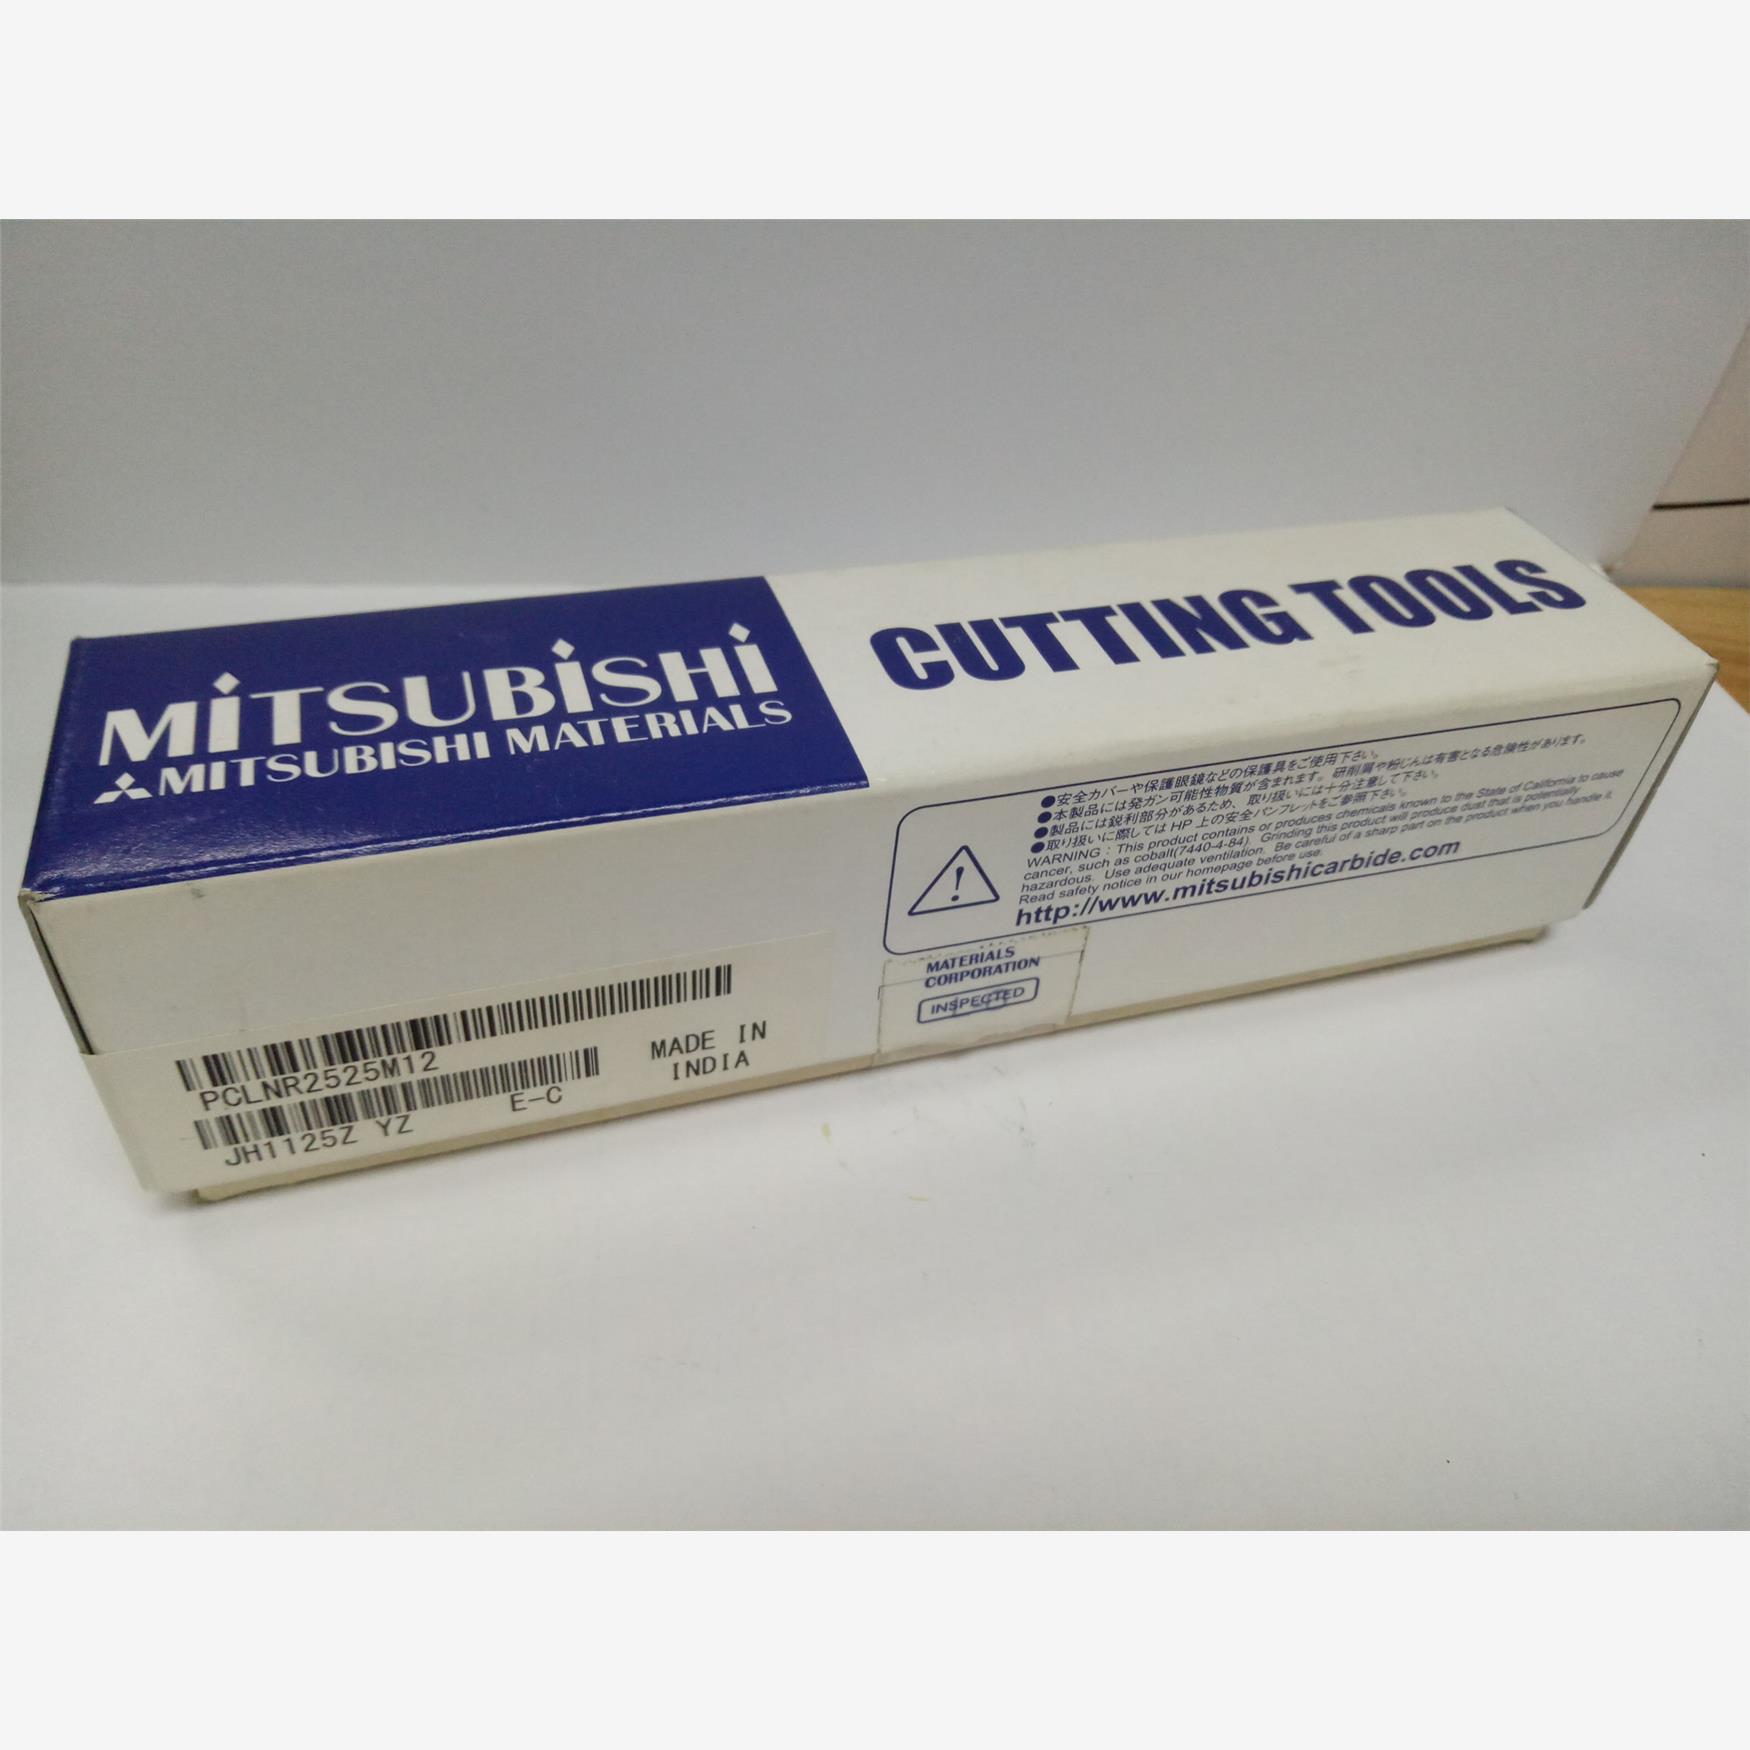 MITSUBISHI
MITSUBISHI MATERIALS
CUTTING TOOLS
●安全カバーや保護眼鏡などの保護具をご使用下さい。
●本製品には発ガン可能性物質が含まれます。研削屑や粉じんは有害となる危険性があります。
●製品には鋭利部分があるため、取り扱いには十分注意して下さい。
●取り扱いに際してはHP上の安全パンフレットをご参照下さい。
WARNING : This product contains or produces chemicals known to the State of California to cause
cancer, such as cobalt(7440-4-84). Grinding this product will produce dust that is potentially
hazardous. Use adequate ventilation. Be careful of a sharp part on the product when you handle it.
Read safety notice in our homepage before use.
http://www.mitsubishicarbide.com
MATERIALS
CORPORATION
INSPECTED
PCLNR2525M12
MADE IN
INDIA
E-C
JH1125Z YZ